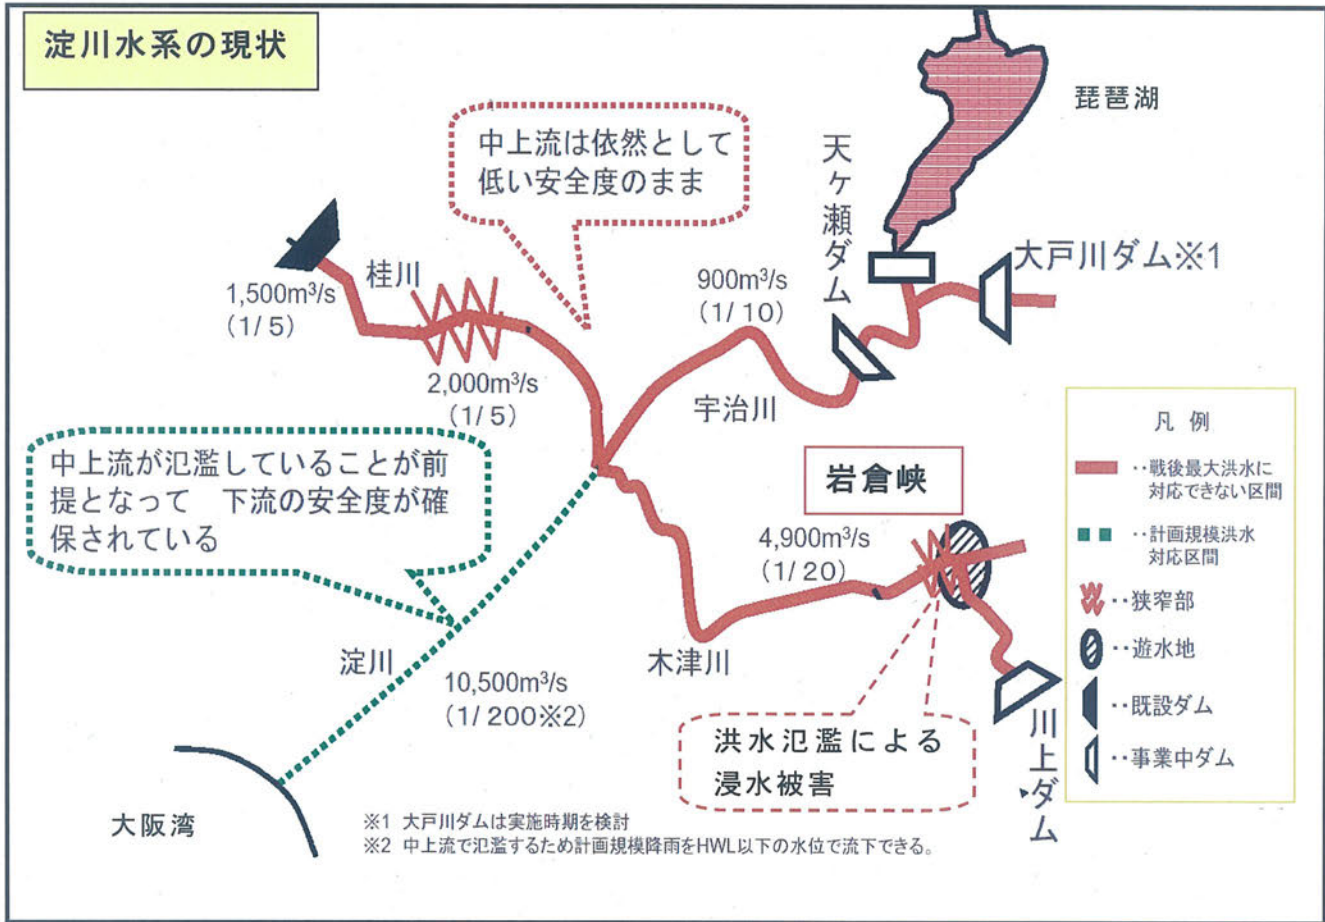 淀川水系の現状
琵琶湖
中上流は依然として
低い安全度のまま
天ヶ瀬ダム
大戸川ダム※1
桂川
1,500m³/s
(1/ 5)
900m³/s
(1/ 10)
2,000m³/s
(1/ 5)
宇治川
中上流が氾濫していることが前
提となって　下流の安全度が確
保されている
岩倉峡
4,900m³/s
(1/ 20)
淀川
10,500m³/s
(1/ 200※2)
木津川
洪水氾濫による
浸水被害
川上ダム
大阪湾
凡 例
‥戦後最大洪水に
対応できない区間
‥計画規模洪水
対応区間
‥狭窄部
‥遊水地
‥既設ダム
‥事業中ダム
※1 大戸川ダムは実施時期を検討
※2 中上流で氾濫するため計画規模降雨をHWL以下の水位で流下できる。